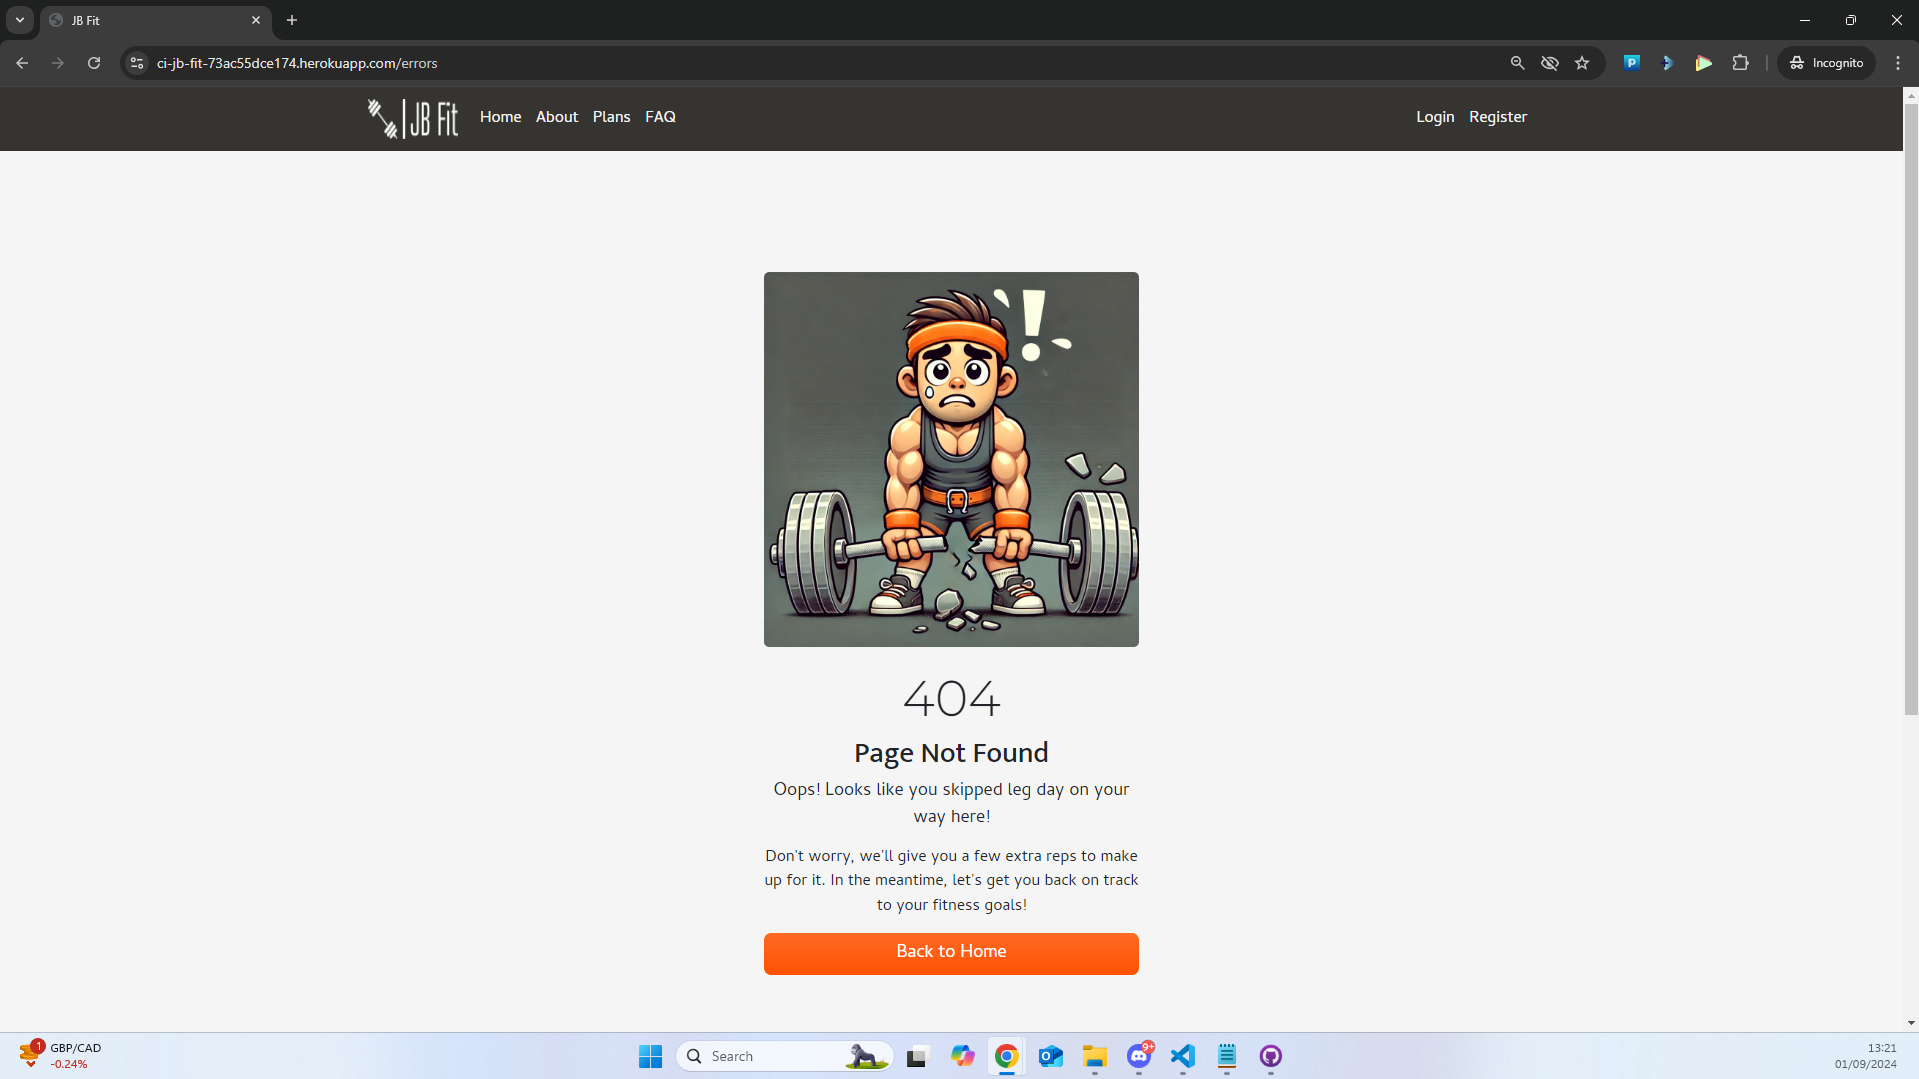 JB Fit
ci-jb-fit-73ac55dce174.herokuapp.com/errors
P
Incognito
JB Fit
Home
About
Plans
FAQ
Login
Register
!
404
Page Not Found
Oops! Looks like you skipped leg day on your
way here!
Don't worry, we'll give you a few extra reps to make
up for it. In the meantime, let's get you back on track
to your fitness goals!
Back to Home
1
GBP/CAD
-0.24%
Search
9+
13:21
01/09/2024